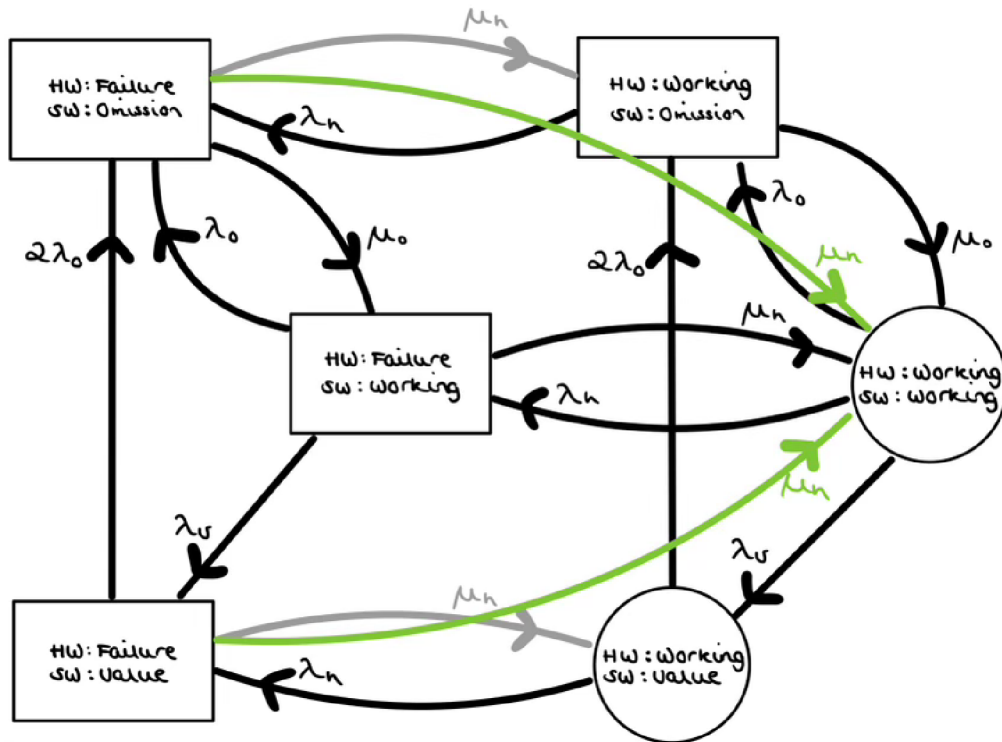 μn
HW: Failure
SW: Omission
HW: Working
SW: Omission
λn
λo
μo
2λo
λo
μo
2λo
μn
μn
HW: Failure
SW: Working
λn
HW: Working
SW: Working
μn
λv
λv
μn
HW: Failure
SW: Value
λn
HW: Working
SW: Value